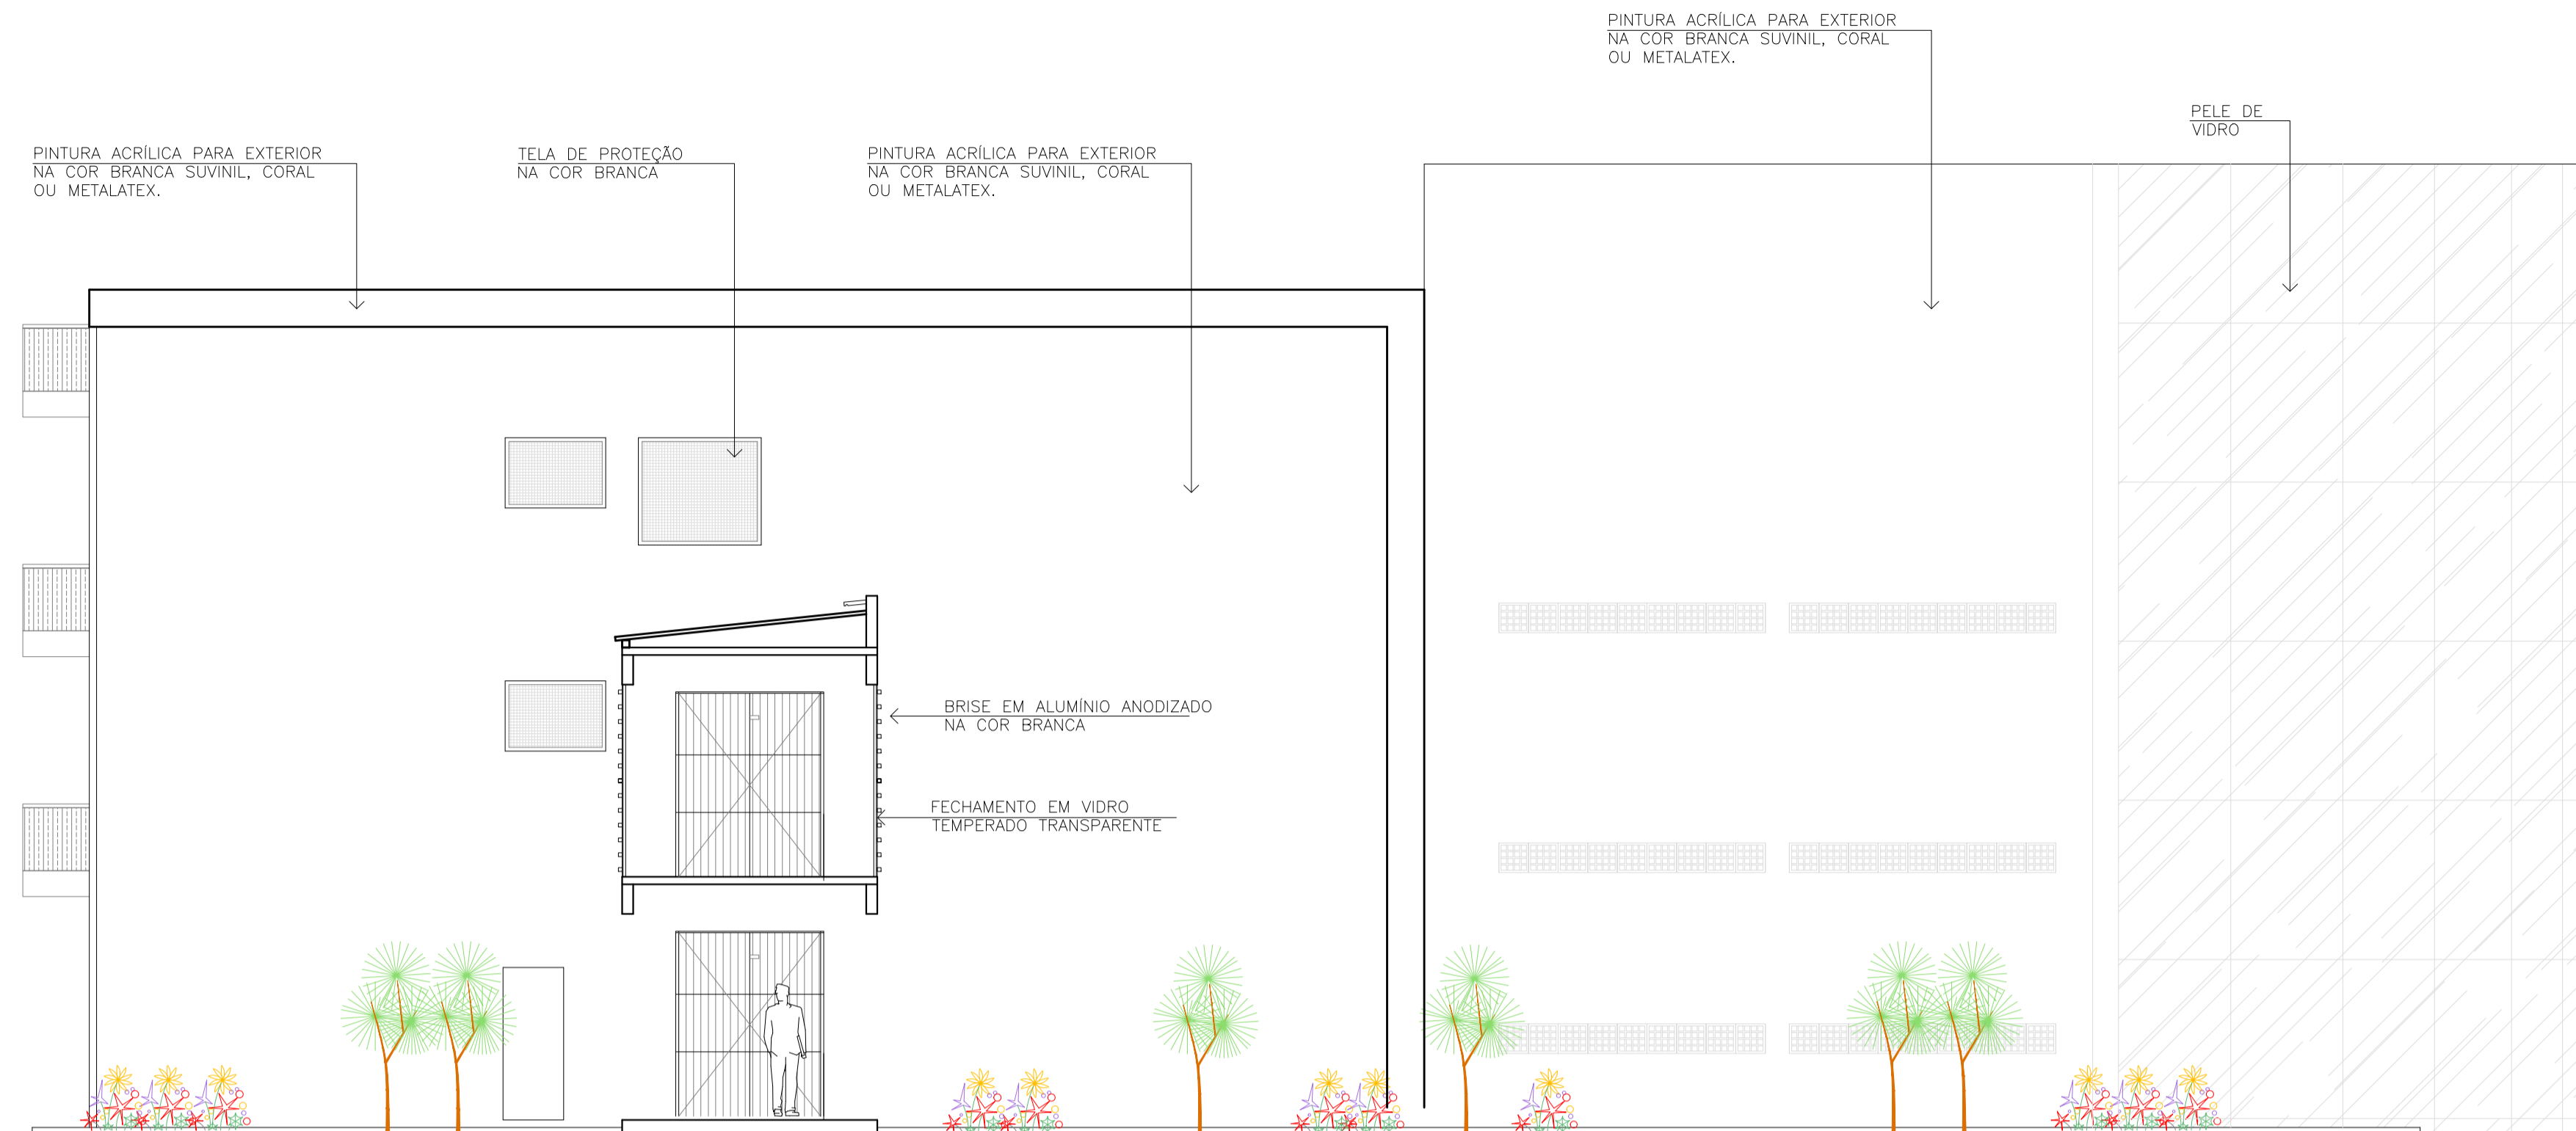 PINTURA ACRÍLICA PARA EXTERIOR
NA COR BRANCA SUVINIL, CORAL
OU METALATEX.
PELE DE
VIDRO
PINTURA ACRÍLICA PARA EXTERIOR
NA COR BRANCA SUVINIL, CORAL
OU METALATEX.
TELA DE PROTEÇÃO
NA COR BRANCA
PINTURA ACRÍLICA PARA EXTERIOR
NA COR BRANCA SUVINIL, CORAL
OU METALATEX.
BRISE EM ALUMÍNIO ANODIZADO
NA COR BRANCA
FECHAMENTO EM VIDRO
TEMPERADO TRANSPARENTE